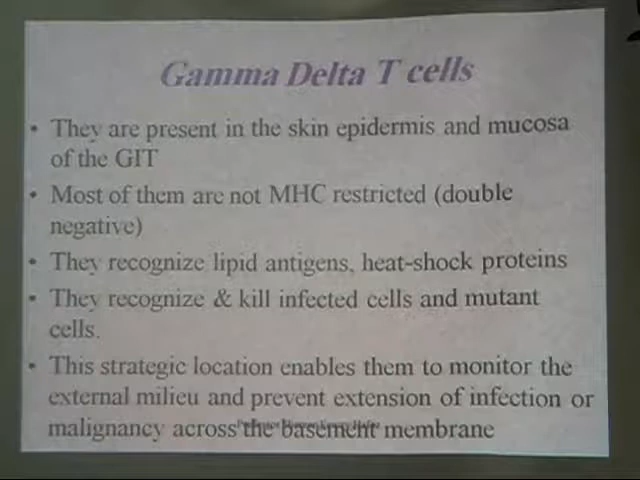 Gamma Delta T cells
• They are present in the skin epidermis and mucosa
of the GIT
• Most of them are not MHC restricted (double
negative)
• They recognize lipid antigens, heat-shock proteins
• They recognize & kill infected cells and mutant
cells.
• This strategic location enables them to monitor the
external milieu and prevent extension of infection or
malignancy across the basement membrane